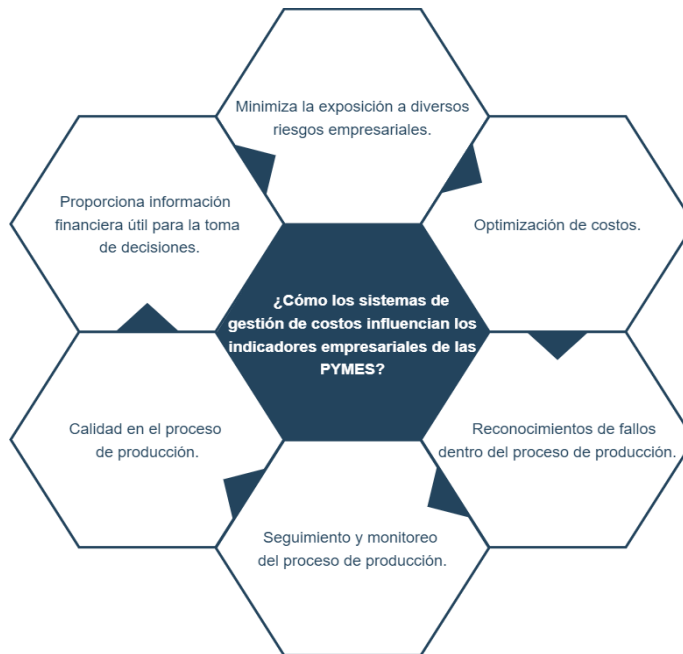 Minimiza la exposición a diversos
riesgos empresariales.
Proporciona información
financiera útil para la toma
de decisiones.
Optimización de costos.
¿Cómo los sistemas de
gestión de costos influencian los
indicadores empresariales de las
PYMES?
Calidad en el proceso
de producción.
Reconocimientos de fallos
dentro del proceso de producción.
Seguimiento y monitoreo
del proceso de producción.